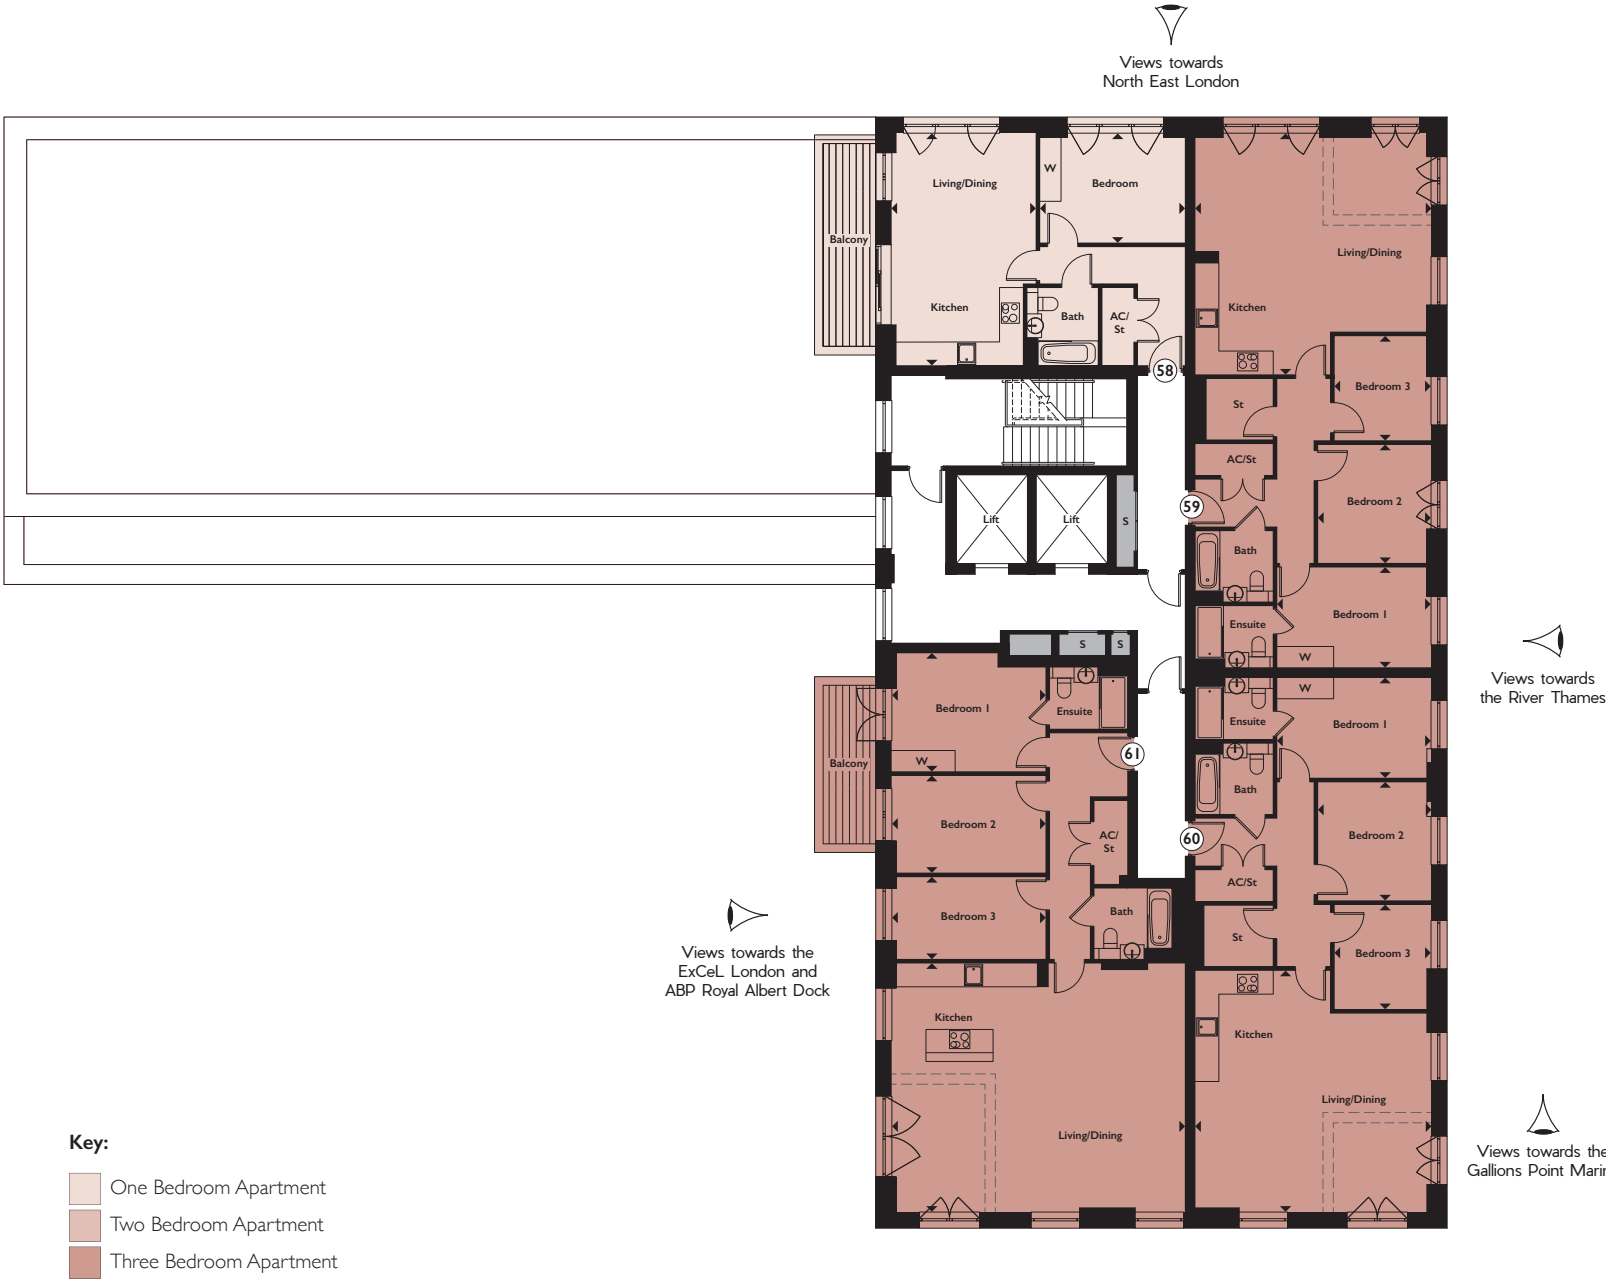 Views towards
North East London
Living/Dining
W
Bedroom
Balcony
Living/Dining
Kitchen
Bath
AC/
St
Kitchen
58
Bedroom 3
St
AC/St
Bedroom 2
59
Lift
Lift
S
Bath
Bedroom 1
Ensuite
S
S
W
Views towards
the River Thames
W
Bedroom 1
Ensuite
Bedroom 1
Ensuite
61
Balcony
W
Bath
Bedroom 2
AC/
St
60
Bedroom 2
AC/St
Bedroom 3
Bath
St
Bedroom 3
Views towards the
ExCeL London and
ABP Royal Albert Dock
Kitchen
Kitchen
Living/Dining
Living/Dining
Views towards the
Gallions Point
Key:
One Bedroom Apartment
Two Bedroom Apartment
Three Bedroom Apartment